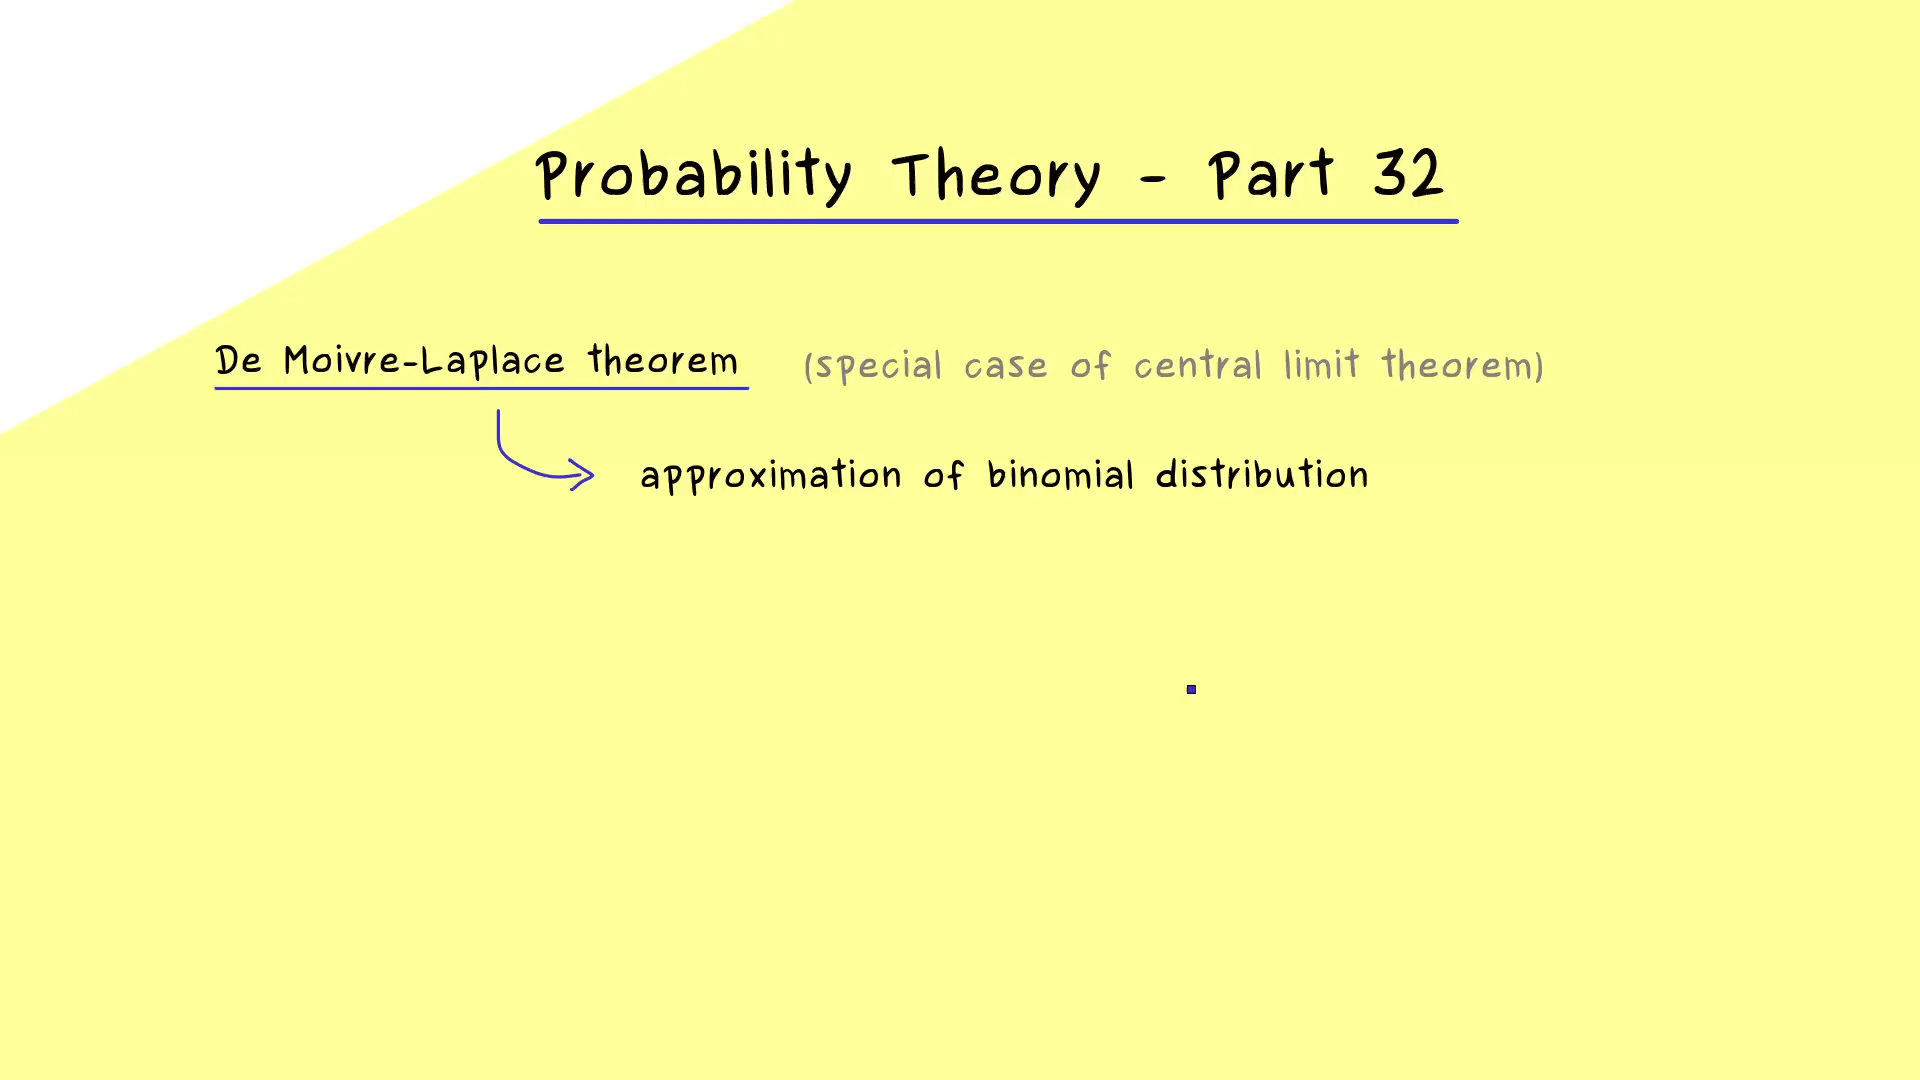 Probability Theory - Part 32
De Moivre-Laplace theorem (special case of central limit theorem)
approximation of binomial distribution